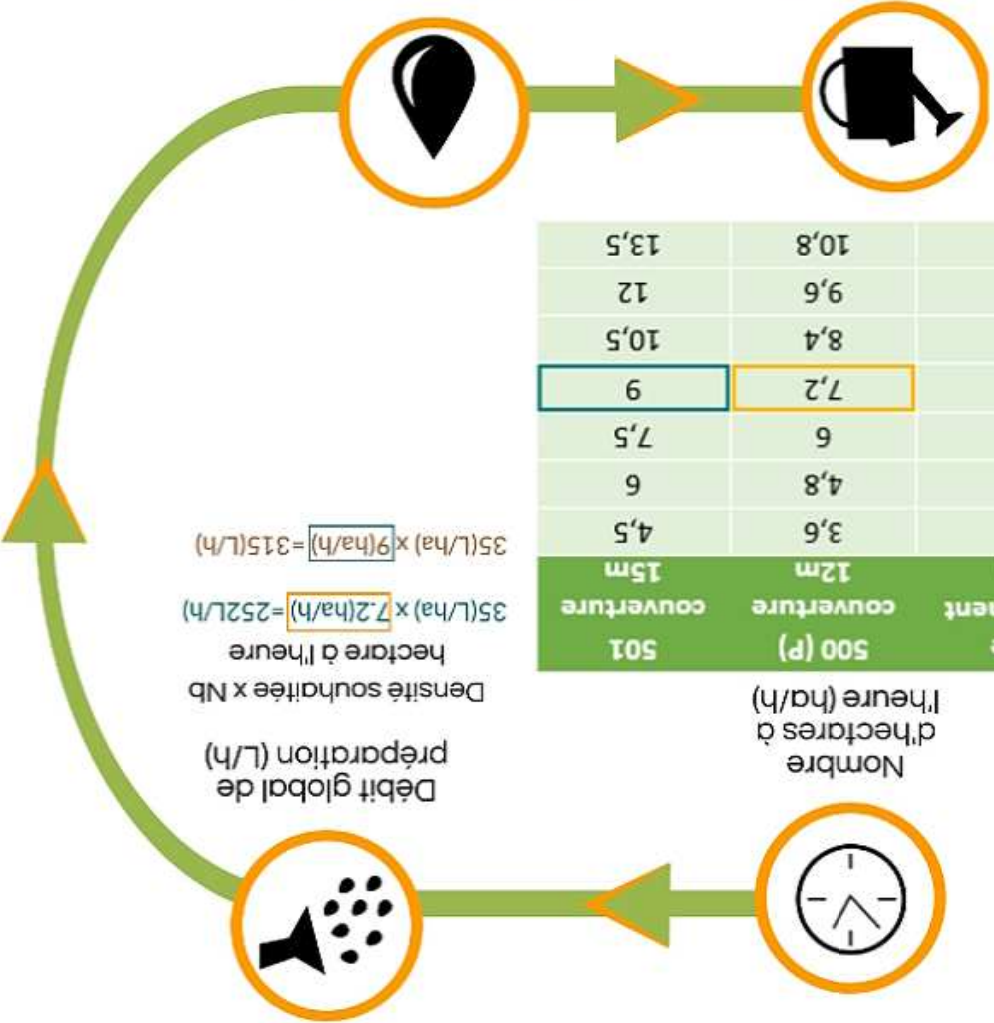 Nombre
d'hectares à
l'heure (ha/h)
500 (P) 501
ment couverture couverture
12m 15m
3,6 4,5
4,8 6
6 7,5
7,2 9
8,4 10,5
9,6 12
10,8 13,5
Débit global de
préparation (L/h)
Densité souhaitée x Nb
hectare à l'heure
35(L/ha) x 7.2(ha/h) =252L/h)
35(L/ha) x 9(ha/h) =315(L/h)